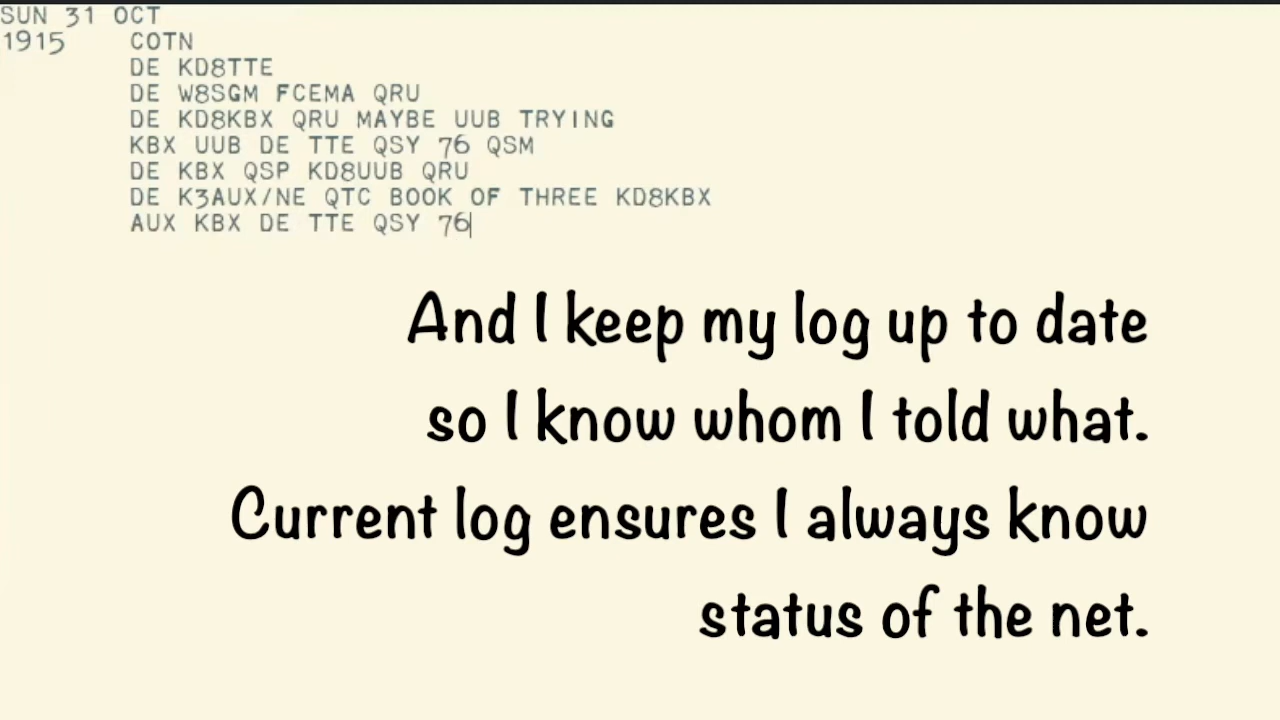 SUN 31 OCT
1915 COTN
DE KD8TTE
DE W8SGM FCEMA QRU
DE KD8KBX QRU MAYBE UUB TRYING
KBX UUB DE TTE QSY 76 QSM
DE KBX QSP KD8UUB QRU
DE K3AUX/NE QTC BOOK OF THREE KD8KBX
AUX KBX DE TTE QSY 76
And I keep my log up to date
so I know whom I told what.
Current log ensures I always know
status of the net.